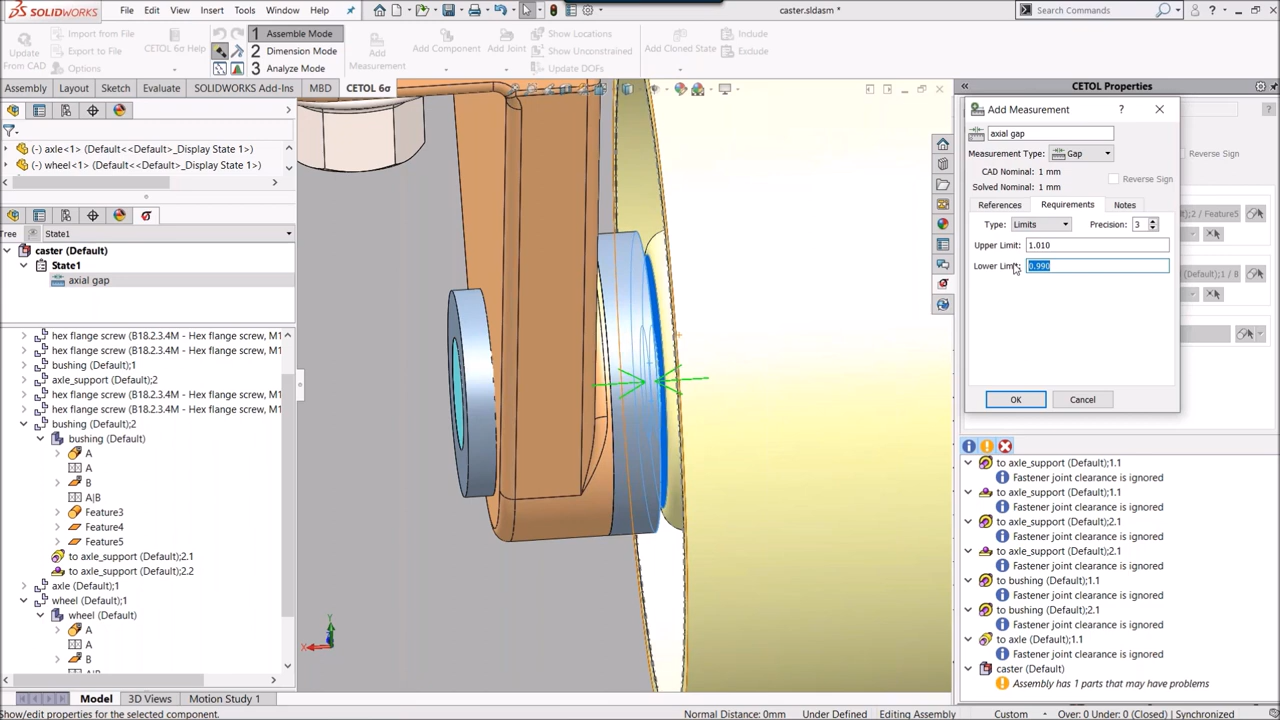 SOLIDWORKS
File
Edit
View
Insert
Tools
Window
Help
caster.sldasm *
Search Commands
Update From CAD
Import from File
Export to File
Options
CETOL 6σ Help
1 Assemble Mode
2 Dimension Mode
3 Analyze Mode
Add Measurement
Add Component
Add Joint
Show Locations
Show Unconstrained
Update DOFs
Add Cloned State
Include
Exclude
Assembly
Layout
Sketch
Evaluate
SOLIDWORKS Add-Ins
MBD
CETOL 6σ
(-) axle<1> (Default<<Default>_Display State 1>)
(-) wheel<1> (Default<<Default>_Display State 1>)
Tree
State1
caster (Default)
State1
axial gap
hex flange screw (B18.2.3.4M - Hex flange screw, M1
hex flange screw (B18.2.3.4M - Hex flange screw, M1
bushing (Default);1
axle_support (Default);2
hex flange screw (B18.2.3.4M - Hex flange screw, M1
hex flange screw (B18.2.3.4M - Hex flange screw, M1
bushing (Default);2
bushing (Default)
A
A
B
A|B
Feature3
Feature4
Feature5
to axle_support (Default);2.1
to axle_support (Default);2.2
axle (Default);1
wheel (Default);1
wheel (Default)
A
A
B
A|B
CETOL Properties
Add Measurement
?
axial gap
Measurement Type:
Gap
CAD Nominal: 1 mm
Solved Nominal: 1 mm
Reverse Sign
Reverse Sign
References
Requirements
Notes
Type:
Limits
Precision:
3
Upper Limit:
1.010
Lower Limit:
0.990
OK
Cancel
;2 / Feature5
(Default);1 / B
to axle_support (Default);1.1
Fastener joint clearance is ignored
to axle_support (Default);1.1
Fastener joint clearance is ignored
to axle_support (Default);2.1
Fastener joint clearance is ignored
to axle_support (Default);2.1
Fastener joint clearance is ignored
to bushing (Default);1.1
Fastener joint clearance is ignored
to bushing (Default);2.1
Fastener joint clearance is ignored
to axle (Default);1.1
Fastener joint clearance is ignored
caster (Default)
Assembly has 1 parts that may have problems
Model
3D Views
Motion Study 1
Show/edit properties for the selected component.
Normal Distance: 0mm
Under Defined
Editing Assembly
Custom
Over: 0 Under: 0 (Closed) | Synchronized